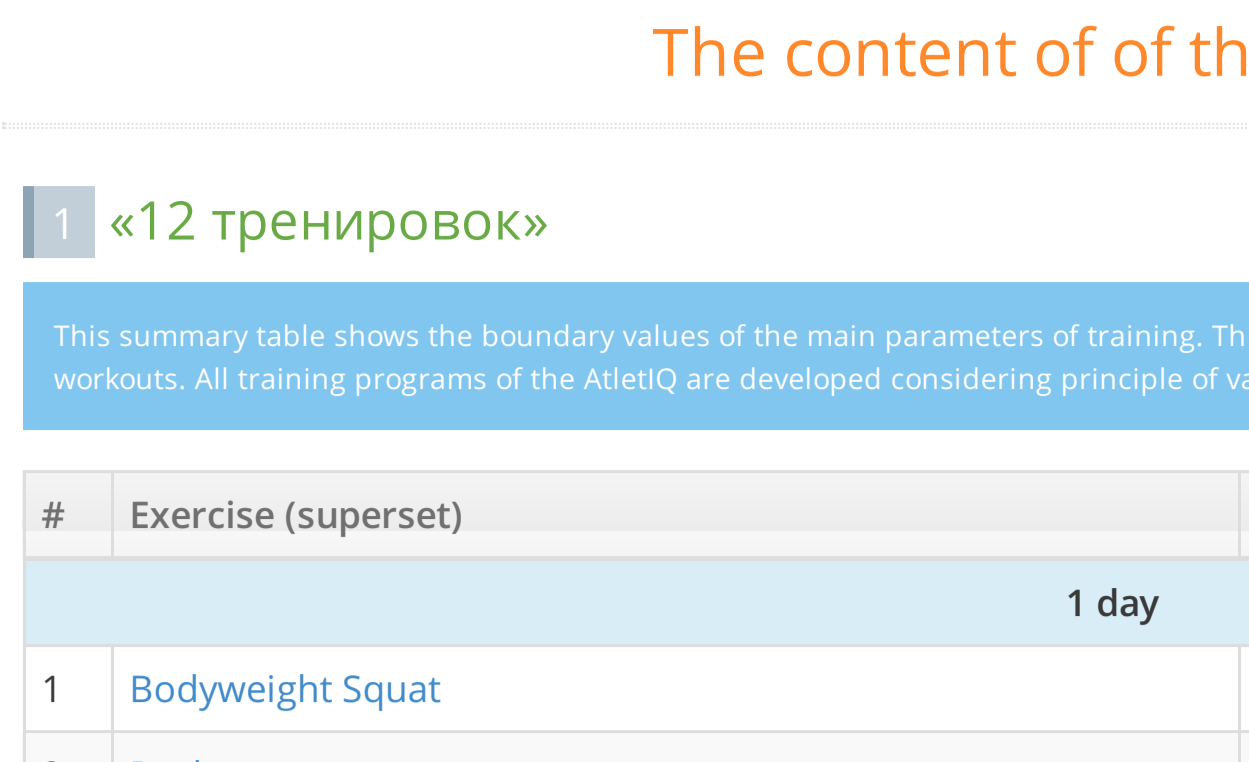 The content of of th
1 «12 тренировок»
This summary table shows the boundary values of the main parameters of training. Th
workouts. All training programs of the AtletIQ are developed considering principle of va
# Exercise (superset)
1 day
1 Bodyweight Squat